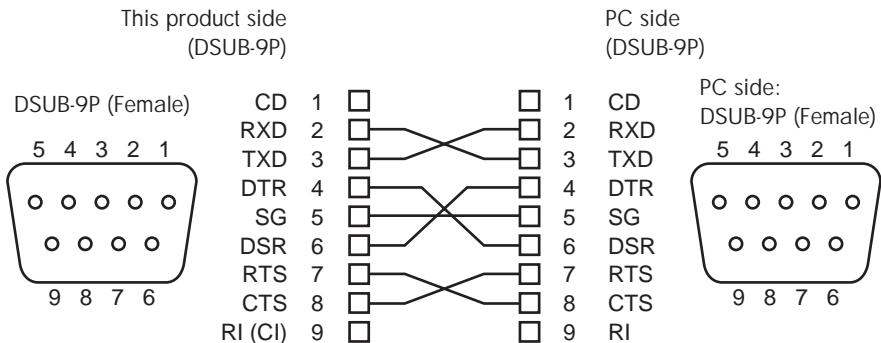 This product side
(DSUB-9P)
PC side
(DSUB-9P)
DSUB-9P (Female)
5 4 3 2 1
9 8 7 6
CD 1 1 CD
RXD 2 2 RXD
TXD 3 3 TXD
DTR 4 4 DTR
SG 5 5 SG
DSR 6 6 DSR
RTS 7 7 RTS
CTS 8 8 CTS
RI (CI) 9 9 RI
PC side:
DSUB-9P (Female)
5 4 3 2 1
9 8 7 6